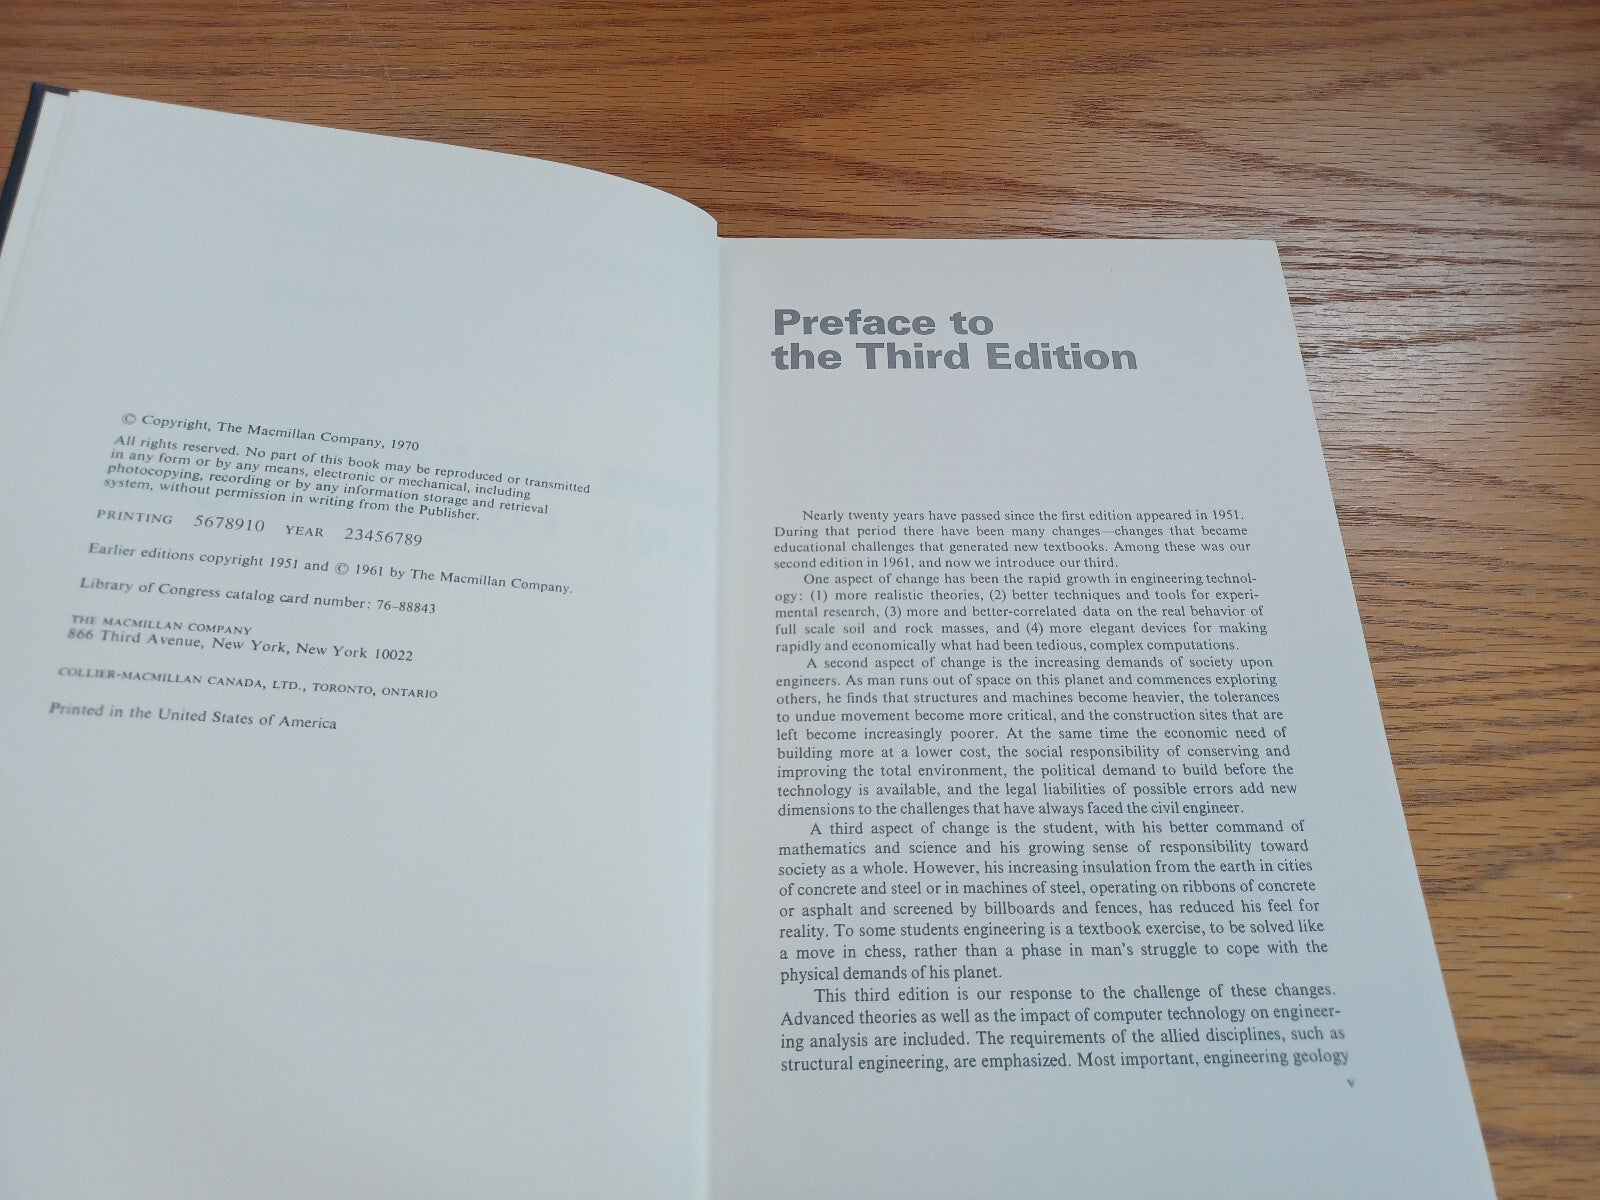 © Copyright, The Macmillan Company, 1970
All rights reserved. No part of this book may be reproduced or transmitted
in any form or by any means, electronic or mechanical, including
photocopying, recording or by any information storage and retrieval
system, without permission in writing from the Publisher.
PRINTING 5678910 YEAR 23456789
Earlier editions copyright 1951 and © 1961 by The Macmillan Company.
Library of Congress catalog card number: 76-88843
THE MACMILLAN COMPANY
866 Third Avenue, New York, New York 10022
COLLIER-MACMILLAN CANADA, LTD., TORONTO, ONTARIO
Printed in the United States of America
Preface to
the Third Edition
Nearly twenty years have passed since the first edition appeared in 1951.
During that period there have been many changes—changes that became
educational challenges that generated new textbooks. Among these was our
second edition in 1961, and now we introduce our third.
One aspect of change has been the rapid growth in engineering technol-
ogy: (1) more realistic theories, (2) better techniques and tools for experi-
mental research, (3) more and better-correlated data on the real behavior of
full scale soil and rock masses, and (4) more elegant devices for making
rapidly and economically what had been tedious, complex computations.
A second aspect of change is the increasing demands of society upon
engineers. As man runs out of space on this planet and commences exploring
others, he finds that structures and machines become heavier, the tolerances
to undue movement become more critical, and the construction sites that are
left become increasingly poorer. At the same time the economic need of
building more at a lower cost, the social responsibility of conserving and
improving the total environment, the political demand to build before the
technology is available, and the legal liabilities of possible errors add new
dimensions to the challenges that have always faced the civil engineer.
A third aspect of change is the student, with his better command of
mathematics and science and his growing sense of responsibility toward
society as a whole. However, his increasing insulation from the earth in cities
of concrete and steel or in machines of steel, operating on ribbons of concrete
or asphalt and screened by billboards and fences, has reduced his feel for
reality. To some students engineering is a textbook exercise, to be solved like
a move in chess, rather than a phase in man's struggle to cope with the
physical demands of his planet.
This third edition is our response to the challenge of these changes.
Advanced theories as well as the impact of computer technology on engineer-
ing analysis are included. The requirements of the allied disciplines, such as
structural engineering, are emphasized. Most important, engineering geology
v